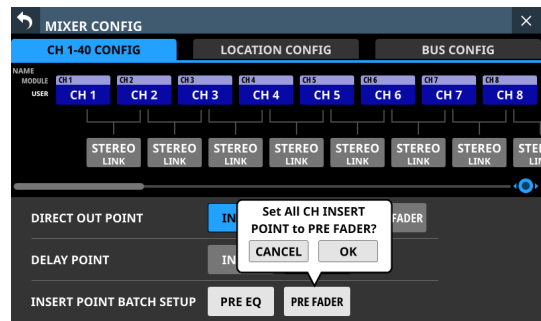 MIXER CONFIG
CH 1-40 CONFIG LOCATION CONFIG BUS CONFIG
NAME
MODULE CH 1 CH 2 CH 3 CH 4 CH 5 CH 6 CH 7 CH 8
USER CH 1 CH 2 CH 3 CH 4 CH 5 CH 6 CH 7 CH 8
STEREO STEREO STEREO STEREO STEREO STEREO STEREO STE
LINK LINK LINK LINK LINK LINK LINK LIN
DIRECT OUT POINT IN FADER
Set All CH INSERT
POINT to PRE FADER?
CANCEL OK
DELAY POINT IN
INSERT POINT BATCH SETUP PRE EQ PRE FADER